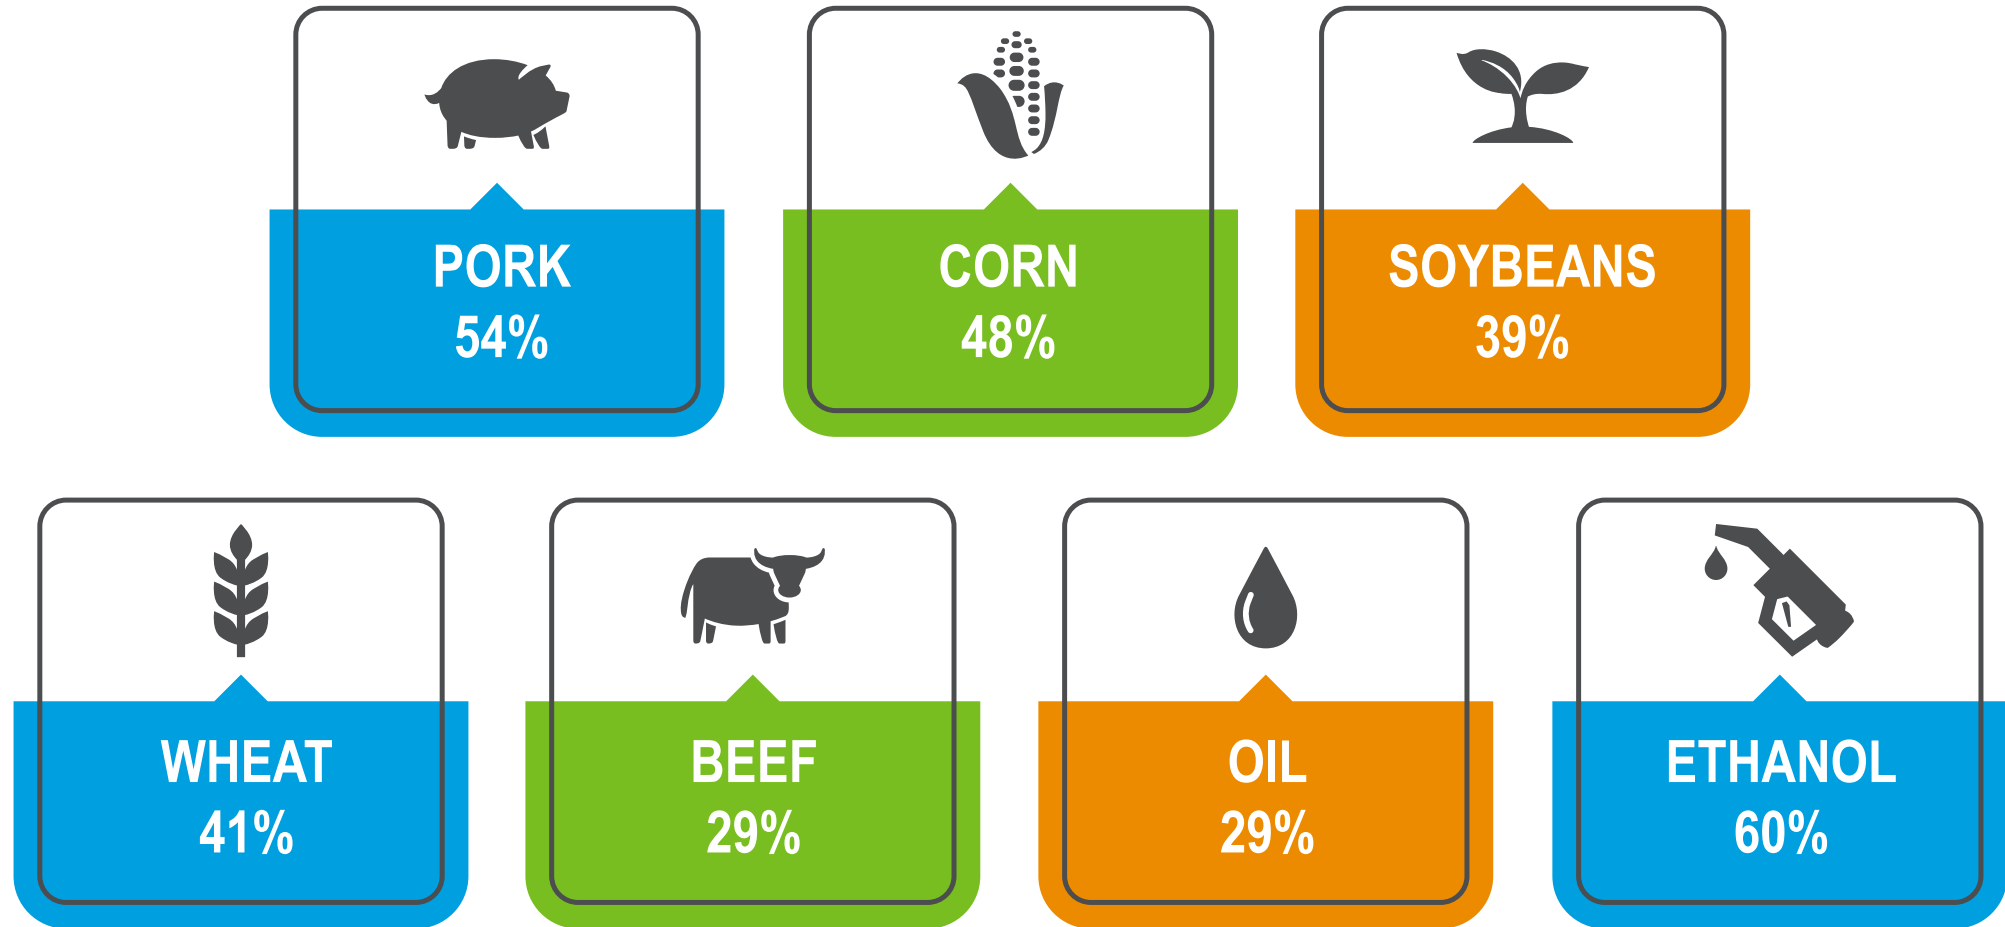 PORK
54%
CORN
48%
SOYBEANS
39%
WHEAT
41%
BEEF
29%
OIL
29%
ETHANOL
60%